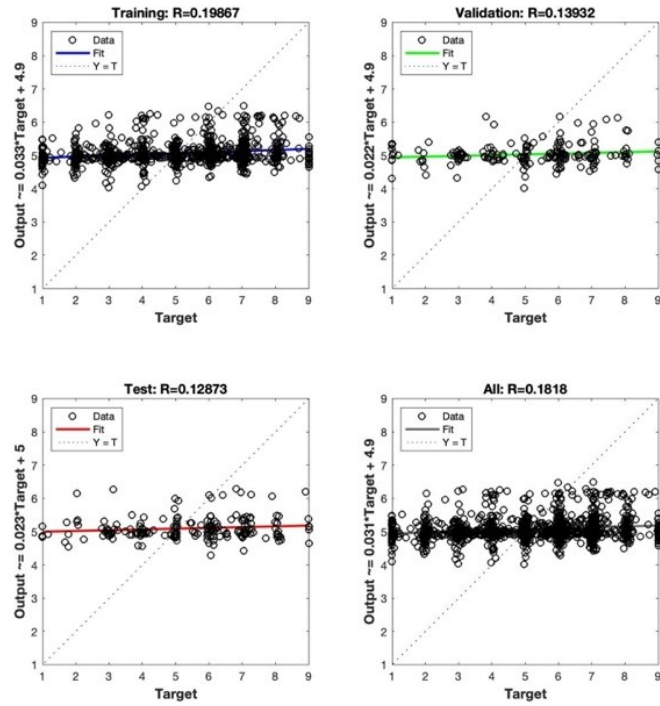 Training: R=0.19867
Output ~= 0.033*Target + 4.9
9
8
7
6
5
4
3
2
1
Data
Fit
Y = T
1 2 3 4 5 6 7 8 9
Target
Validation: R=0.13932
Output ~= 0.022*Target + 4.9
9
8
7
6
5
4
3
2
1
Data
Fit
Y = T
1 2 3 4 5 6 7 8 9
Target
Test: R=0.12873
Output ~= 0.023*Target + 5
9
8
7
6
5
4
3
2
1
Data
Fit
Y = T
1 2 3 4 5 6 7 8 9
Target
All: R=0.1818
Output ~= 0.031*Target + 4.9
9
8
7
6
5
4
3
2
1
Data
Fit
Y = T
1 2 3 4 5 6 7 8 9
Target